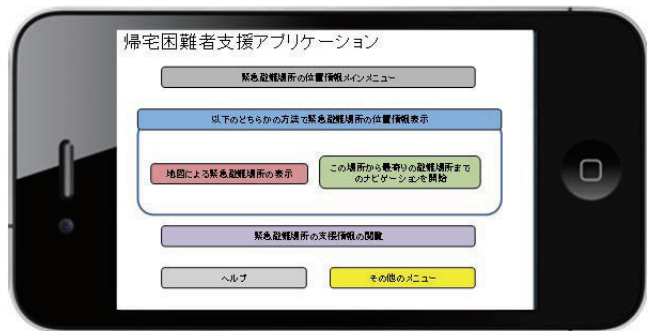 帰宅困難者支援アプリケーション
緊急避難場所の位置情報メインメニュー
以下のどちらかの方法で緊急避難場所の位置情報表示
地図による緊急避難場所の表示
この場所から最寄りの避難場所まで
のナビゲーションを開始
緊急避難場所の支援情報の閲覧
ヘルプ
その他のメニュー